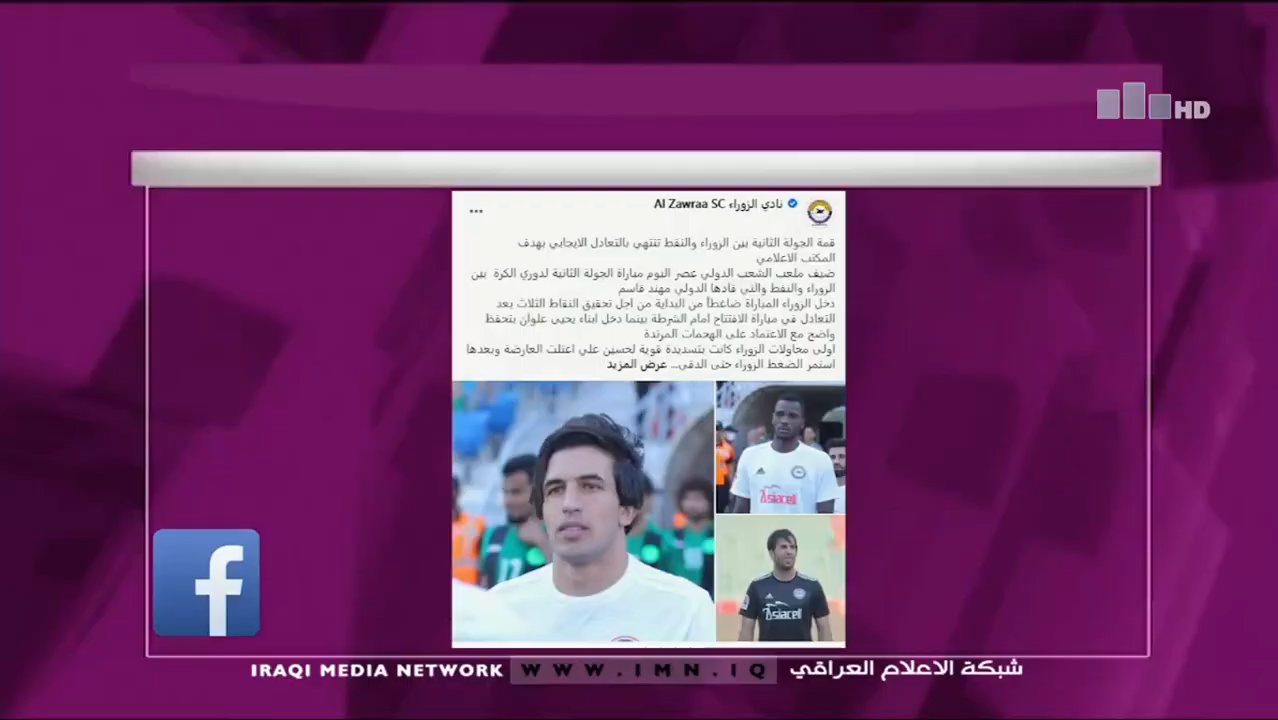 HD
نادي الزوراء Al Zawraa SC
قمة الجولة الثانية بين الزوراء والنفط تنتهي بالتعادل الايجابي بهدف
المكتب الاعلامي
ضيف ملعب الشعب الدولي عصر اليوم مباراة الجولة الثانية لدوري الكرة بين
الزوراء والنفط والتي قادها الدولي مهند قاسم
دخل الزوراء المباراة ضاغطاً من البداية من اجل تحقيق النقاط الثلاث بعد
التعادل في مباراة الافتتاح امام الشرطة بينما دخل ابناء يحيى علوان بتحفظ
واضح مع الاعتماد على الهجمات المرتدة
اولى محاولات الزوراء كانت بتسديدة قوية لحسين علي اعتلت العارضة وبعدها
استمر الضغط الزوراء حتى الدقى... عرض المزيد
Asiacell
17
Asiacell
f
IRAQI MEDIA NETWORK WWW.IMN.IQ شبكة الاعلام العراقي